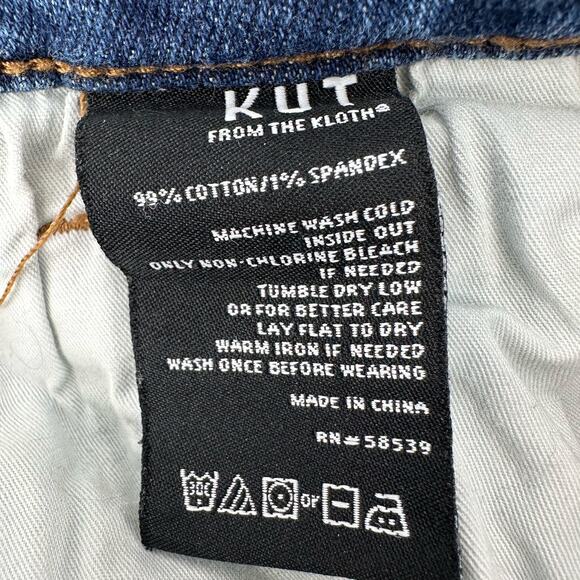 KUT
FROM THE KLOTH®
99% COTTON/1% SPANDEX
MACHINE WASH COLD
INSIDE OUT
ONLY NON-CHLORINE BLEACH
IF NEEDED
TUMBLE DRY LOW
OR FOR BETTER CARE
LAY FLAT TO DRY
WARM IRON IF NEEDED
WASH ONCE BEFORE WEARING
MADE IN CHINA
RN#58539
30C or